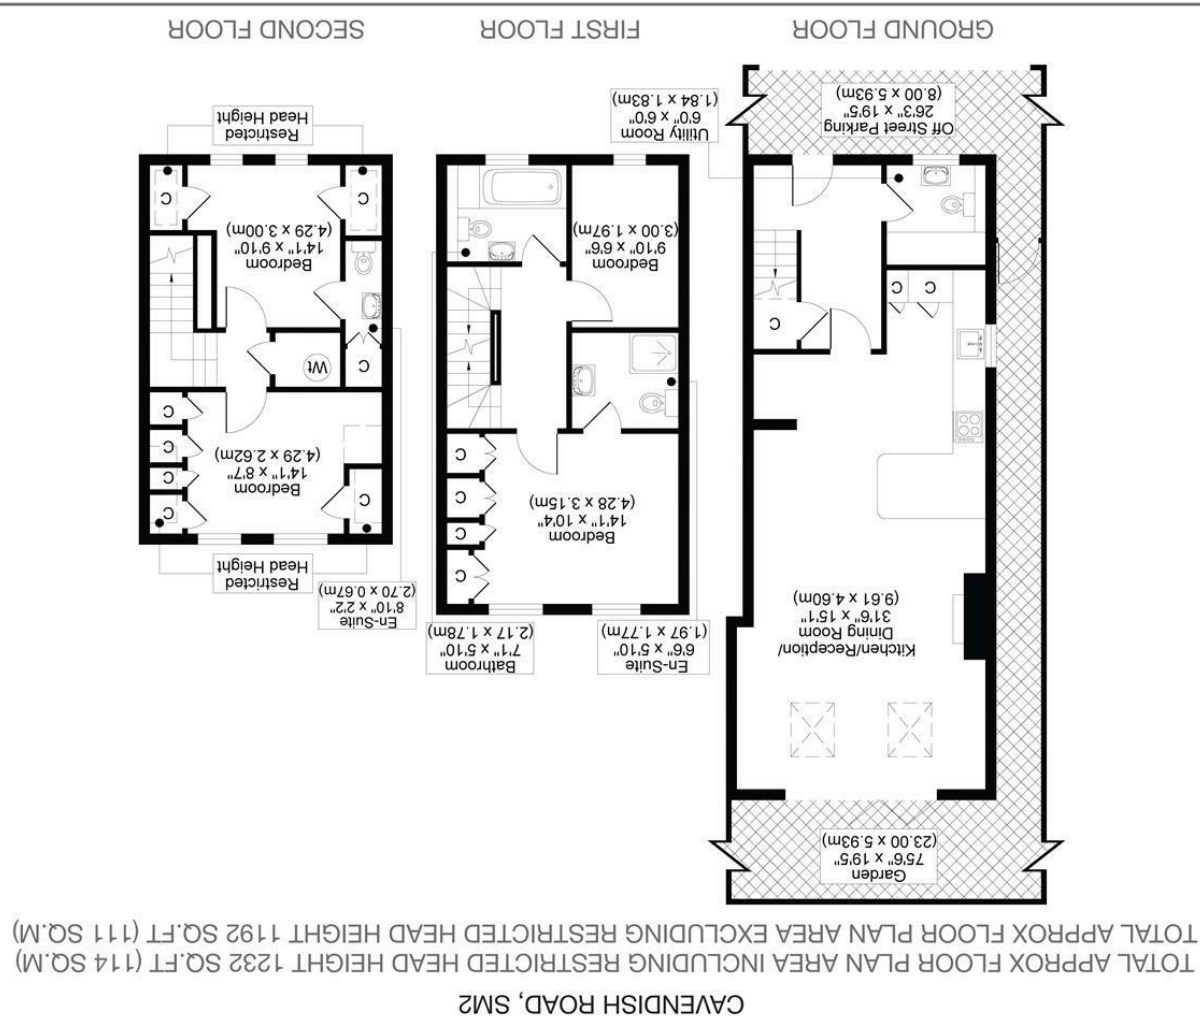 CAVENDISH ROAD, SM2
TOTAL APPROX FLOOR PLAN AREA INCLUDING RESTRICTED HEAD HEIGHT 1232 SQ.FT (114 SQ.M)
TOTAL APPROX FLOOR PLAN AREA EXCLUDING RESTRICTED HEAD HEIGHT 1192 SQ.FT (111 SQ.M)
Garden
75'6" x 19'5"
(23.00 x 5.93m)
Kitchen/Reception/
Dining Room
31'6" x 15'1"
(9.61 x 4.60m)
C
C
C
Utility Room
6'0" x 6'0"
(1.84 x 1.83m)
Off Street Parking
26'3" x 19'5"
(8.00 x 5.93m)
GROUND FLOOR
En-Suite
6'6" x 5'10"
(1.97 x 1.77m)
Bathroom
7'1" x 5'10"
(2.17 x 1.78m)
C
C
C
C
Bedroom
14'1" x 10'4"
(4.28 x 3.15m)
Bedroom
9'10" x 6'6"
(3.00 x 1.97m)
FIRST FLOOR
En-Suite
8'10" x 2'2"
(2.70 x 0.67m)
Restricted
Head Height
C
C
C
C
C
Bedroom
14'1" x 8'7"
(4.29 x 2.62m)
C
Wt
Bedroom
14'1" x 9'10"
(4.29 x 3.00m)
C
C
Restricted
Head Height
SECOND FLOOR